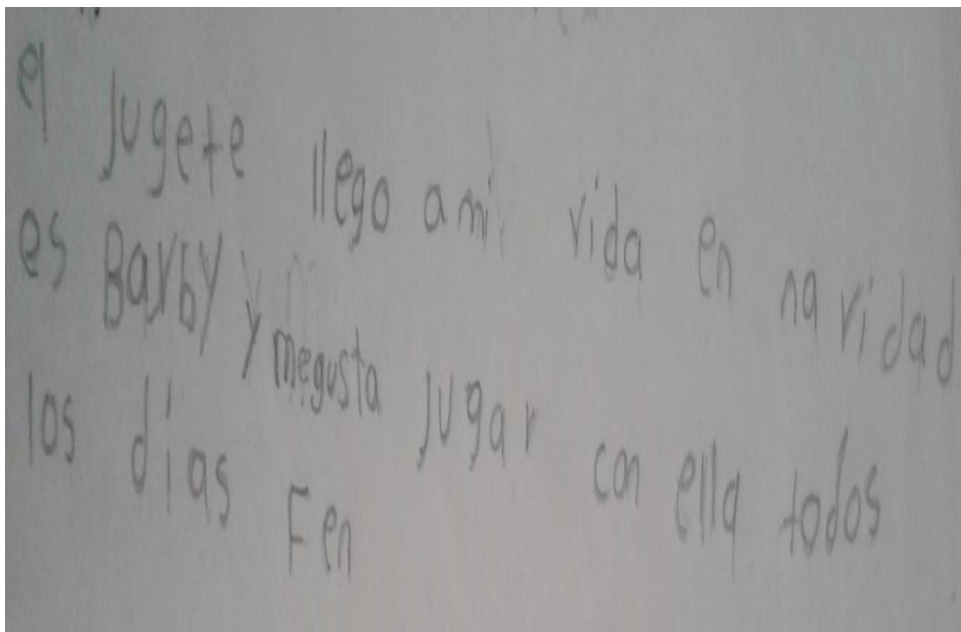 el jugete llego ami vida en navidad
es Barby y megusta jugar con ella todos
los dias Fen